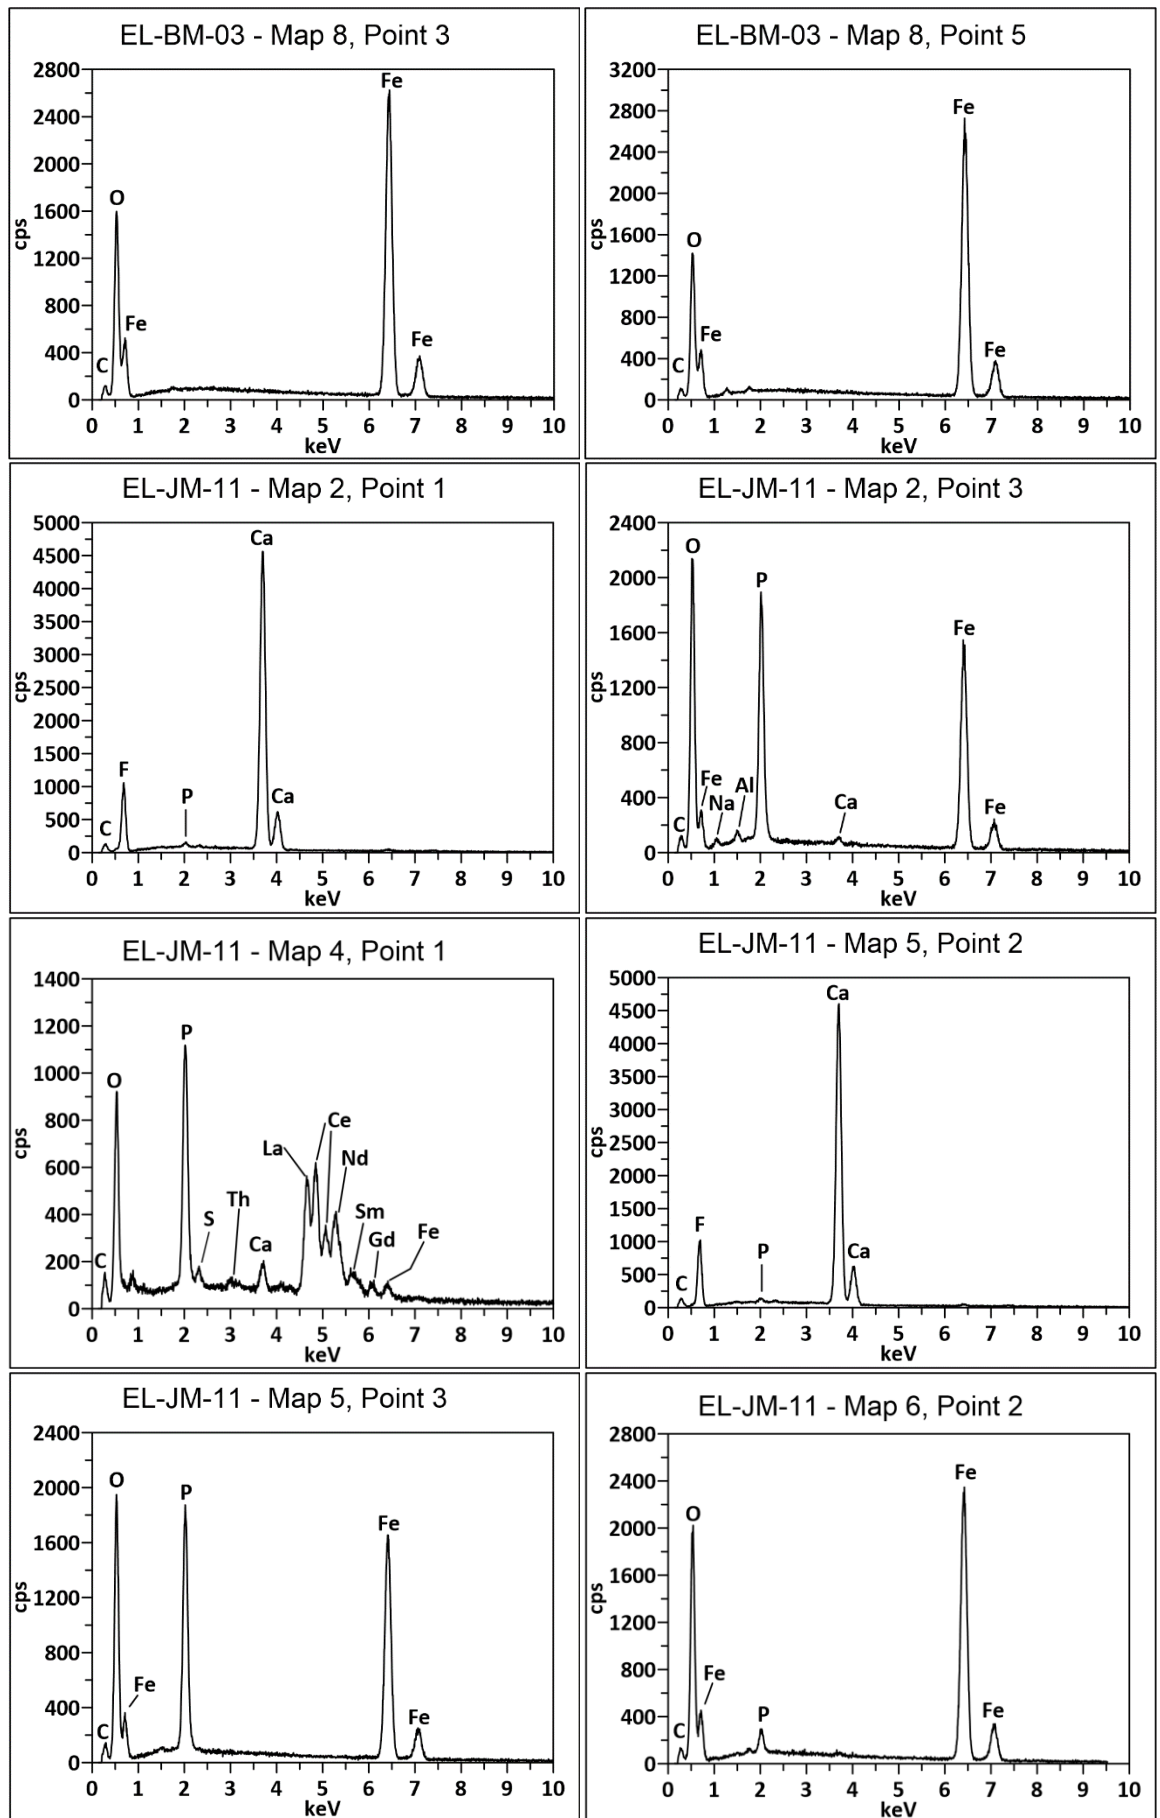 EL-BM-03 - Map 8, Point 3
2800
2400
2000
1600
1200
800
400
0
cps
C
O
Fe
Fe
Fe
0 1 2 3 4 5 6 7 8 9 10
keV
EL-BM-03 - Map 8, Point 5
3200
2800
2400
2000
1600
1200
800
400
0
cps
C
O
Fe
Fe
Fe
0 1 2 3 4 5 6 7 8 9 10
keV
EL-JM-11 - Map 2, Point 1
5000
4500
4000
3500
3000
2500
2000
1500
1000
500
0
cps
C
F
P
Ca
Ca
0 1 2 3 4 5 6 7 8 9 10
keV
EL-JM-11 - Map 2, Point 3
2400
2000
1600
1200
800
400
0
cps
C
O
Fe
Na
Al
P
Ca
Fe
Fe
0 1 2 3 4 5 6 7 8 9 10
keV
EL-JM-11 - Map 4, Point 1
1400
1200
1000
800
600
400
200
0
cps
C
O
P
S
Th
Ca
La
Ce
Nd
Sm
Gd
Fe
0 1 2 3 4 5 6 7 8 9 10
keV
EL-JM-11 - Map 5, Point 2
5000
4500
4000
3500
3000
2500
2000
1500
1000
500
0
cps
C
F
P
Ca
Ca
0 1 2 3 4 5 6 7 8 9 10
keV
EL-JM-11 - Map 5, Point 3
2400
2000
1600
1200
800
400
0
cps
C
O
Fe
P
Fe
Fe
0 1 2 3 4 5 6 7 8 9 10
keV
EL-JM-11 - Map 6, Point 2
2800
2400
2000
1600
1200
800
400
0
cps
C
O
Fe
P
Fe
Fe
0 1 2 3 4 5 6 7 8 9 10
keV